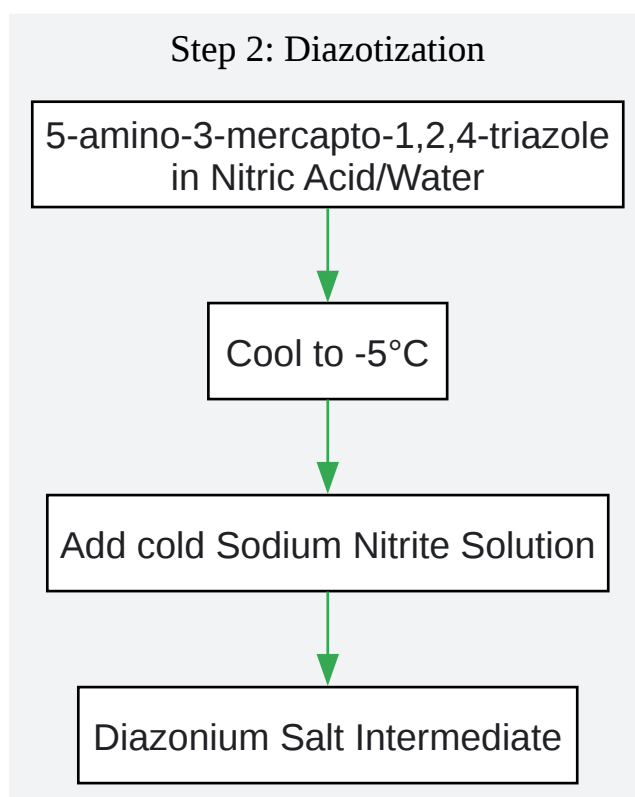 Step 2: Diazotization
5-amino-3-mercapto-1,2,4-triazole
in Nitric Acid/Water
Cool to -5°C
Add cold Sodium Nitrite Solution
Diazonium Salt Intermediate